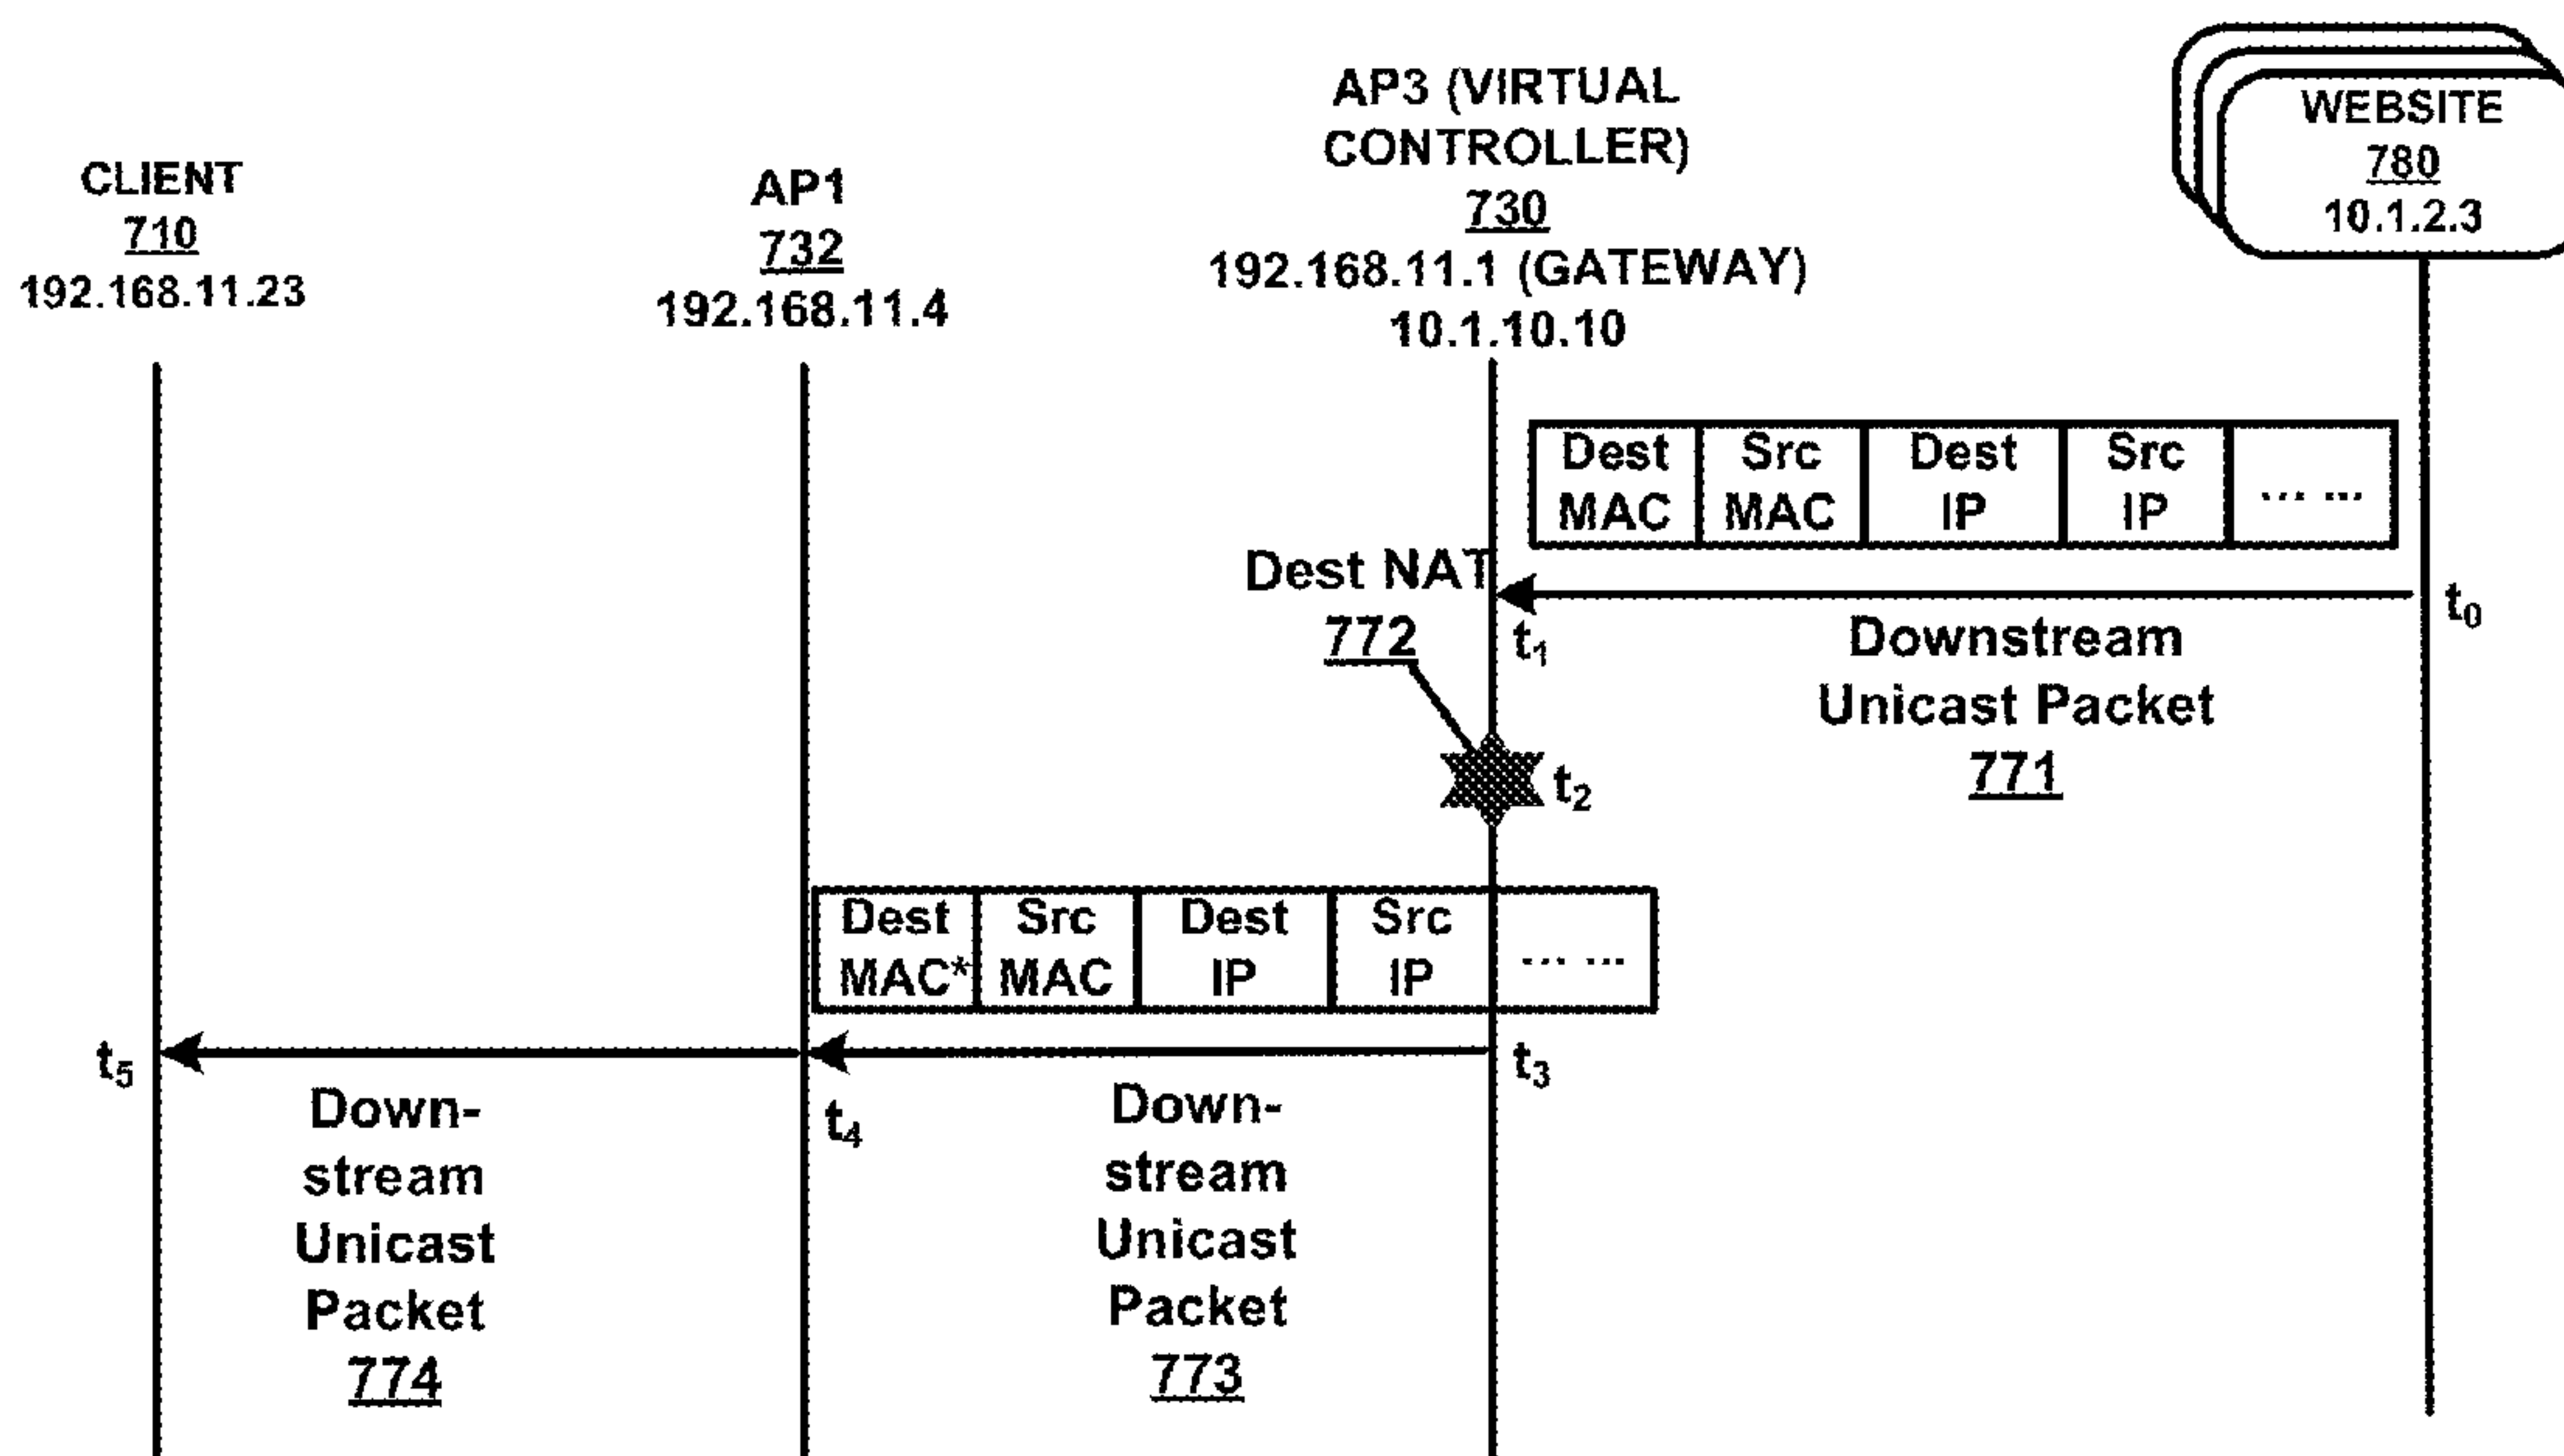 CLIENT
710
192.168.11.23
AP1
732
192.168.11.4
AP3 (VIRTUAL
CONTROLLER)
730
192.168.11.1 (GATEWAY)
10.1.10.10
WEBSITE
780
10.1.2.3
Dest MAC
Src MAC
Dest IP
Src IP
... ...
Dest NAT
772
t0
t1
Downstream
Unicast Packet
771
t2
Dest MAC*
Src MAC
Dest IP
Src IP
... ...
t5
t4
t3
Down-
stream
Unicast
Packet
774
Down-
stream
Unicast
Packet
773